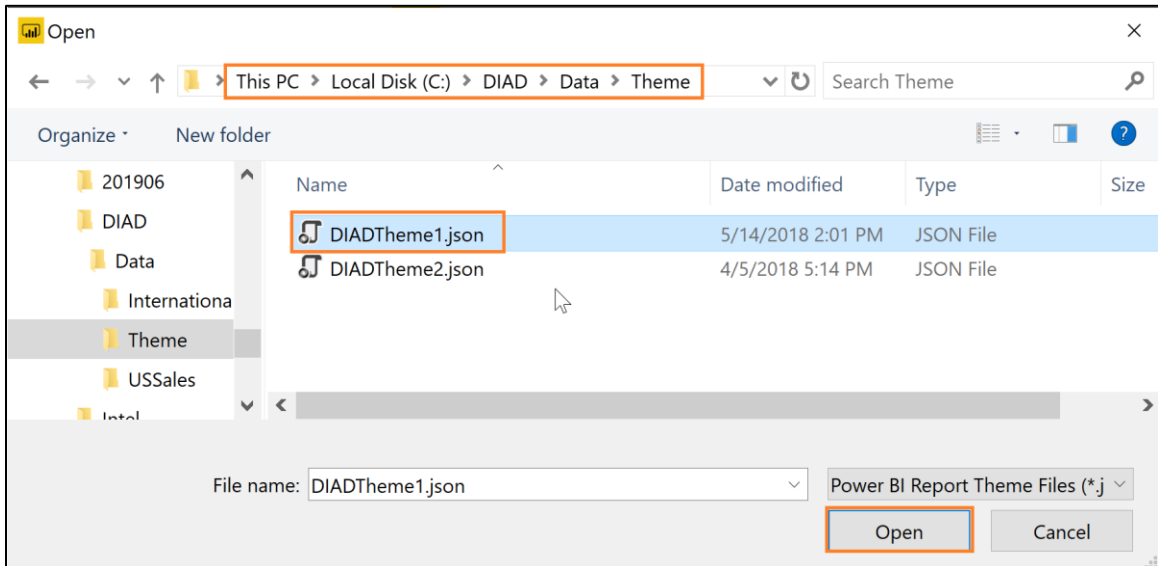 Open
This PC > Local Disk (C:) > DIAD > Data > Theme
Search Theme
Organize
New folder
?
201906
DIAD
Data
Internationa
Theme
USSales
Name Date modified Type Size
DIADTheme1.json 5/14/2018 2:01 PM JSON File
DIADTheme2.json 4/5/2018 5:14 PM JSON File
File name: DIADTheme1.json
Power BI Report Theme Files (*.j
Open Cancel